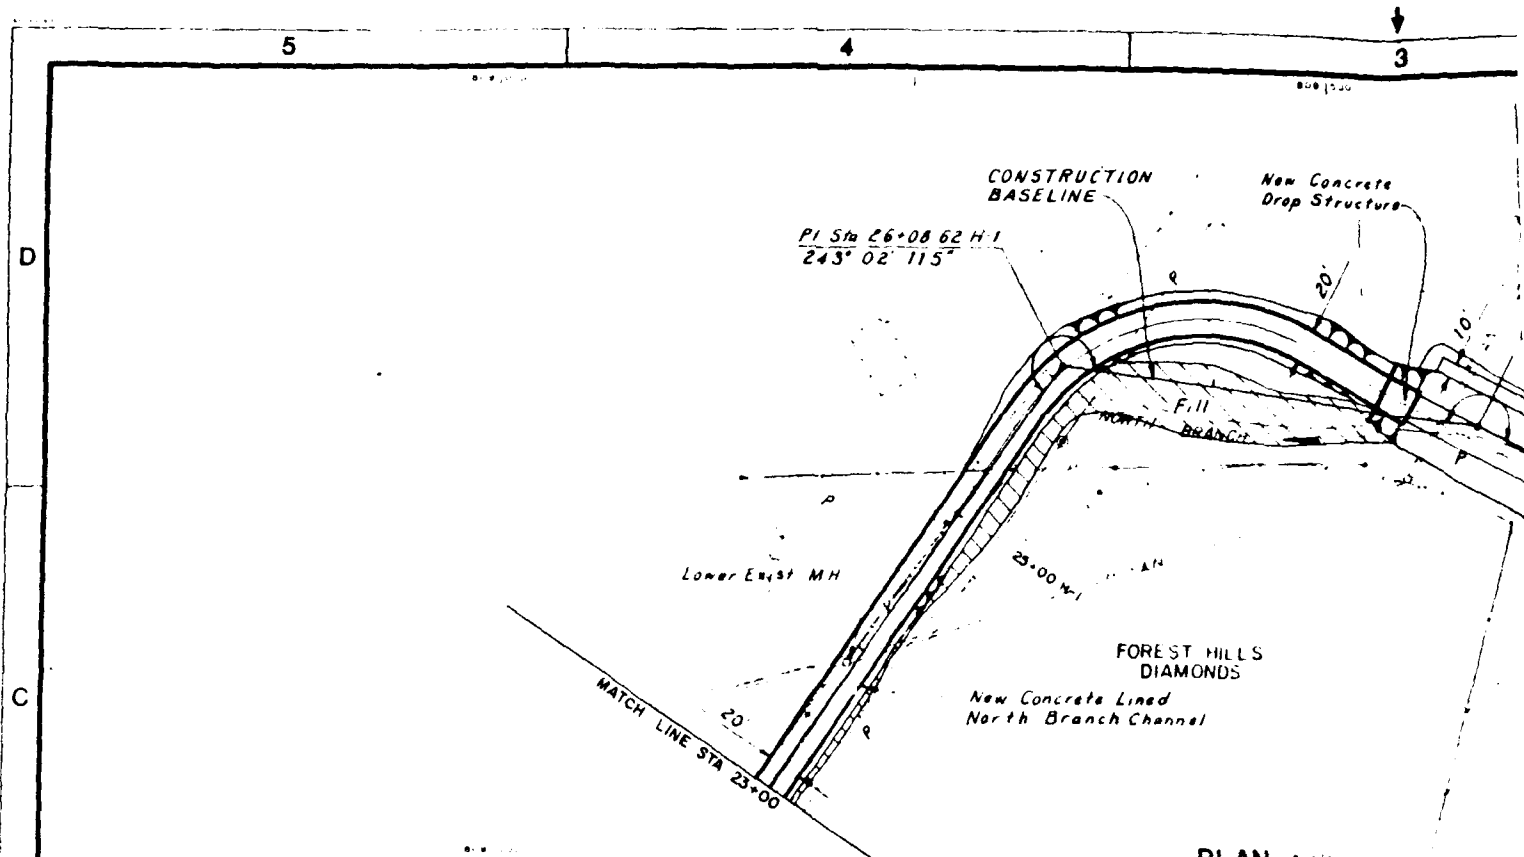 5
4
3
CONSTRUCTION
BASELINE
New Concrete
Drop Structure
PI Sta 26+08 62 H-1
243° 02' 11 5"
D
20'
10'
Fill
NORTH BRANCH
P
P
P
P
Lower Exist MH
25+00 H-1
FOREST HILLS
DIAMONDS
C
New Concrete Lined
North Branch Channel
20'
MATCH LINE STA 23+00
PLAN